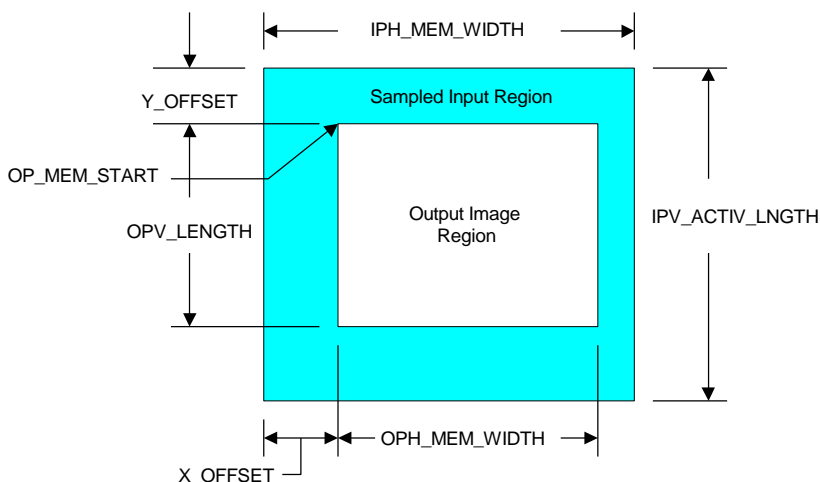 IPH_MEM_WIDTH
Y_OFFSET
Sampled Input Region
OP_MEM_START
OPV_LENGTH
Output Image
Region
IPV_ACTIV_LNGTH
OPH_MEM_WIDTH
X_OFFSET